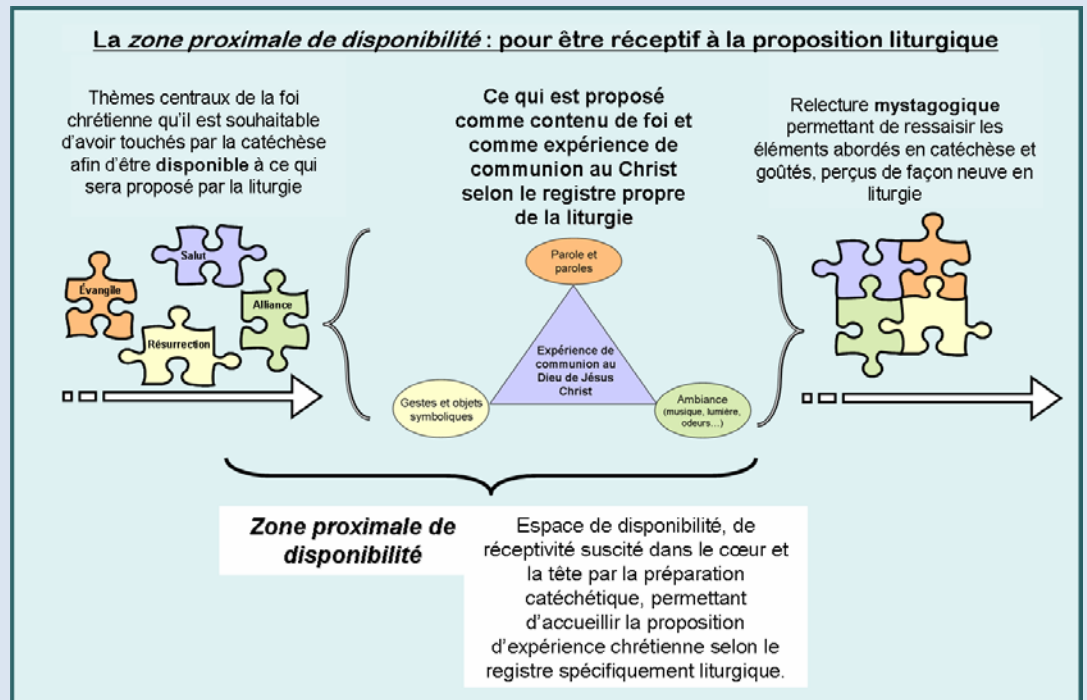 La zone proximale de disponibilité : pour être réceptif à la proposition liturgique
Thèmes centraux de la foi
chrétienne qu'il est souhaitable
d'avoir touchés par la catéchèse
afin d'être disponible à ce qui
sera proposé par la liturgie
Salut
Évangile
Alliance
Résurrection
Ce qui est proposé
comme contenu de foi et
comme expérience de
communion au Christ
selon le registre propre
de la liturgie
Parole et
paroles
Expérience de
communion au
Dieu de Jésus
Christ
Gestes et objets
symboliques
Ambiance
(musique, lumière,
odeurs...)
Relecture mystagogique
permettant de ressaisir les
éléments abordés en catéchèse et
goûtés, perçus de façon neuve en
liturgie
Zone proximale de
disponibilité
Espace de disponibilité, de
réceptivité suscité dans le cœur et
la tête par la préparation
catéchétique, permettant
d'accueillir la proposition
d'expérience chrétienne selon le
registre spécifiquement liturgique.